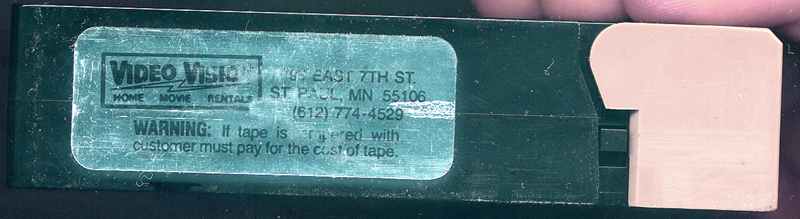 VIDEO VISION
HOME MOVIE RENTALS
EAST 7TH ST.
ST PAUL, MN 55106
(612) 774-4529
WARNING: If tape is tampered with
customer must pay for the cost of tape.